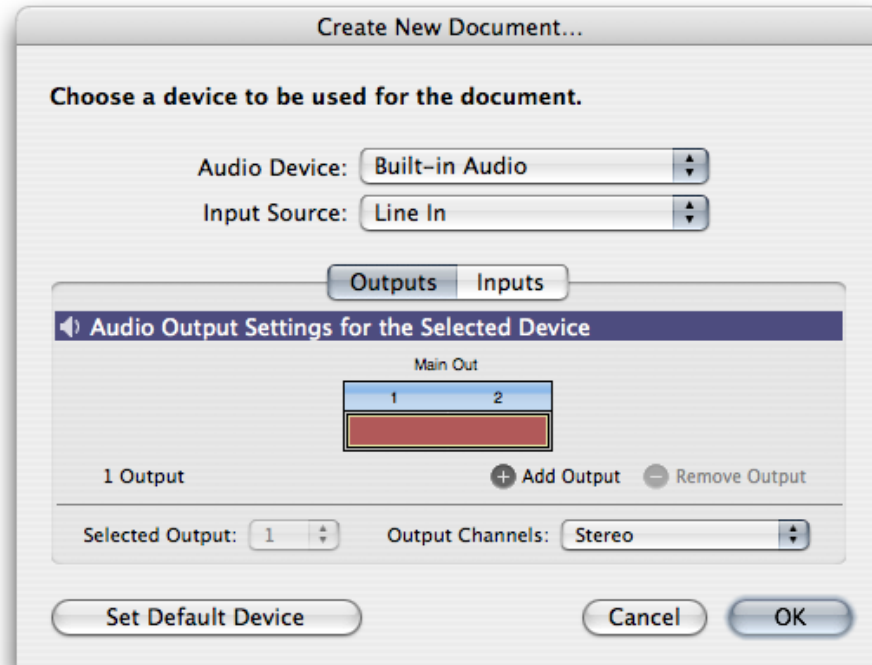 Create New Document...
Choose a device to be used for the document.
Audio Device: Built-in Audio
Input Source: Line In
Outputs Inputs
Audio Output Settings for the Selected Device
Main Out
1 2
1 Output Add Output Remove Output
Selected Output: 1 Output Channels: Stereo
Set Default Device Cancel OK